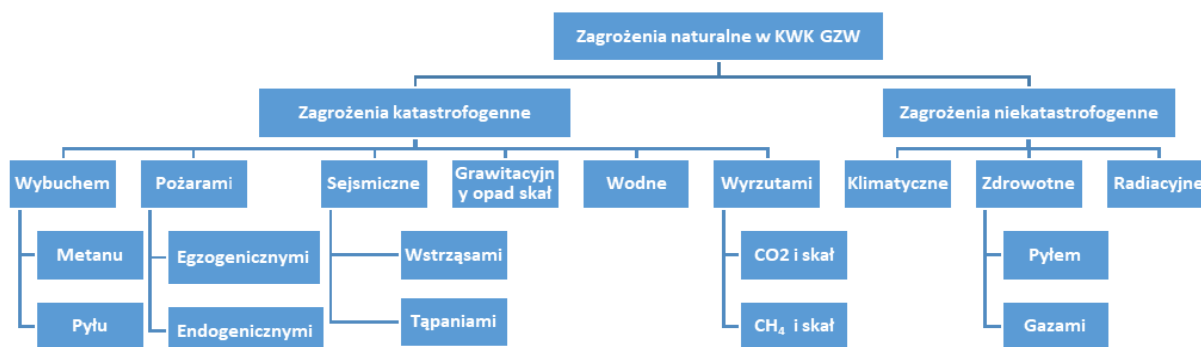 Zagrożenia naturalne w KWK GZW
Zagrożenia katastrofogenne
Zagrożenia niekatastrofogenne
Wybuchem
Pożarami
Sejsmiczne
Grawitacyjn
y opad skał
Wodne
Wyrzutami
Klimatyczne
Zdrowotne
Radiacyjne
Metanu
Egzogenicznymi
Wstrząsami
CO2 i skał
Pyłem
Pyłu
Endogenicznymi
Tąpaniami
CH₄ i skał
Gazami